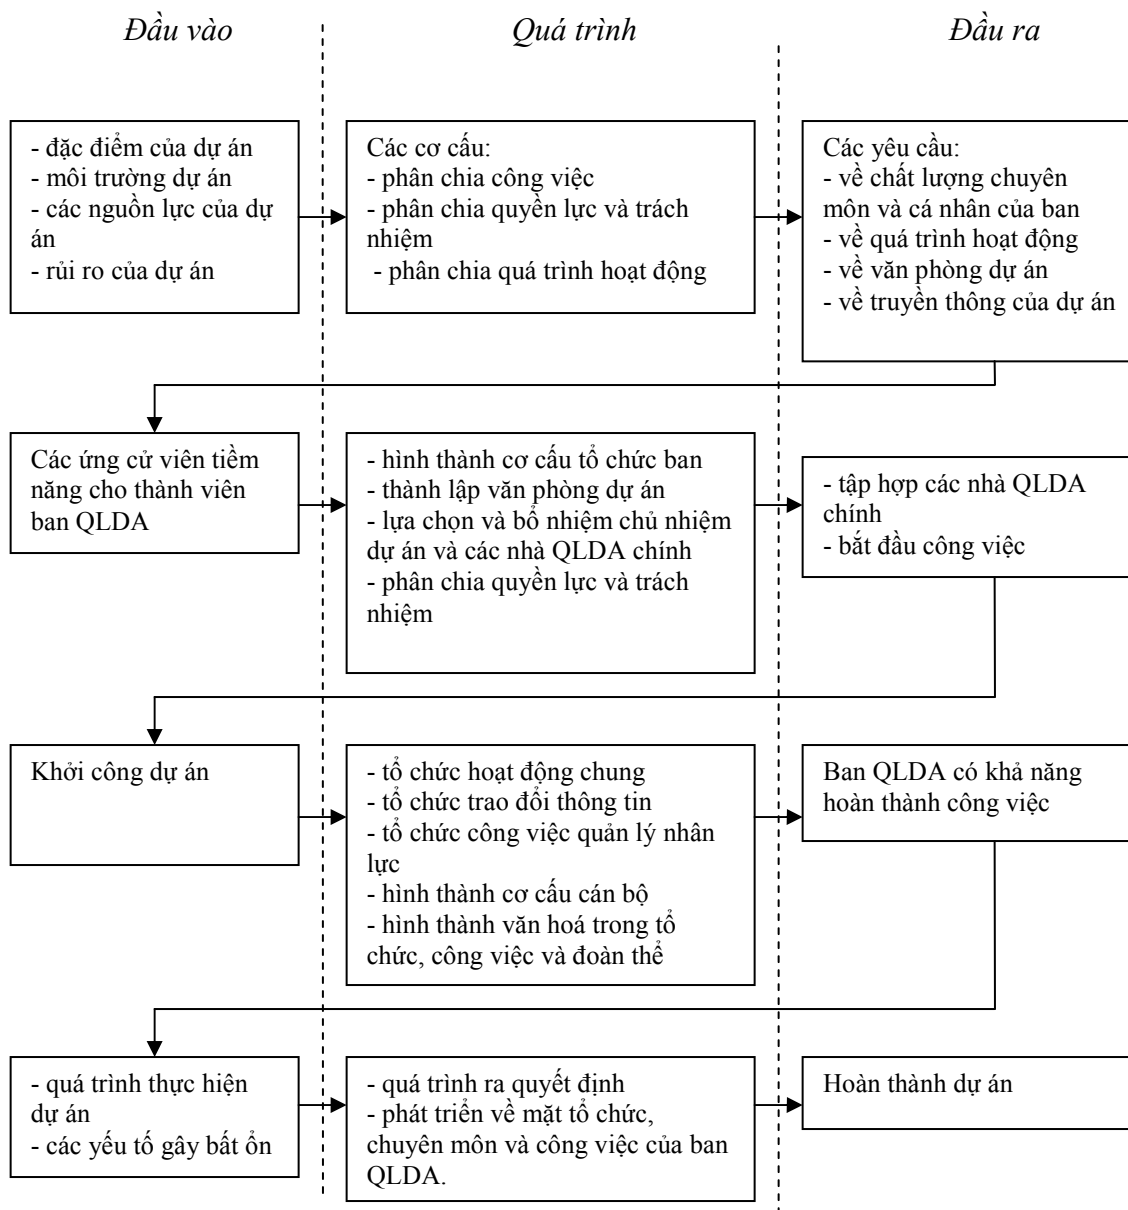 Đầu vào
Quá trình
Đầu ra
- đặc điểm của dự án
- môi trường dự án
- các nguồn lực của dự
án
- rủi ro của dự án
Các cơ cấu:
- phân chia công việc
- phân chia quyền lực và trách
nhiệm
- phân chia quá trình hoạt động
Các yêu cầu:
- về chất lượng chuyên
môn và cá nhân của ban
- về quá trình hoạt động
- về văn phòng dự án
- về truyền thông của dự án
Các ứng cử viên tiềm
năng cho thành viên
ban QLDA
- hình thành cơ cấu tổ chức ban
- thành lập văn phòng dự án
- lựa chọn và bổ nhiệm chủ nhiệm
dự án và các nhà QLDA chính
- phân chia quyền lực và trách
nhiệm
- tập hợp các nhà QLDA
chính
- bắt đầu công việc
Khởi công dự án
- tổ chức hoạt động chung
- tổ chức trao đổi thông tin
- tổ chức công việc quản lý nhân
lực
- hình thành cơ cấu cán bộ
- hình thành văn hoá trong tổ
chức, công việc và đoàn thể
Ban QLDA có khả năng
hoàn thành công việc
- quá trình thực hiện
dự án
- các yếu tố gây bất ổn
- quá trình ra quyết định
- phát triển về mặt tổ chức,
chuyên môn và công việc của ban
QLDA.
Hoàn thành dự án